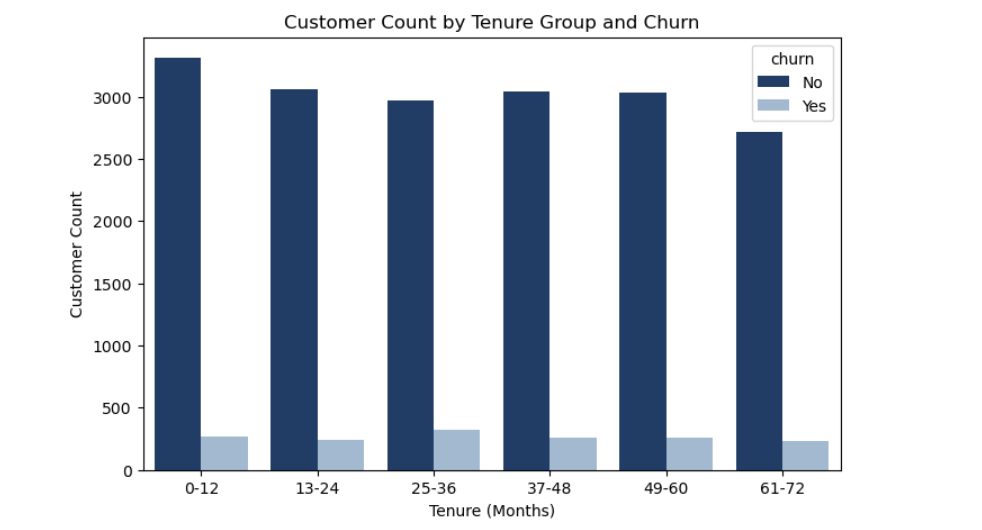 Customer Count by Tenure Group and Churn
churn
No
Yes
Customer Count
3000
2500
2000
1500
1000
500
0
0-12 13-24 25-36 37-48 49-60 61-72
Tenure (Months)